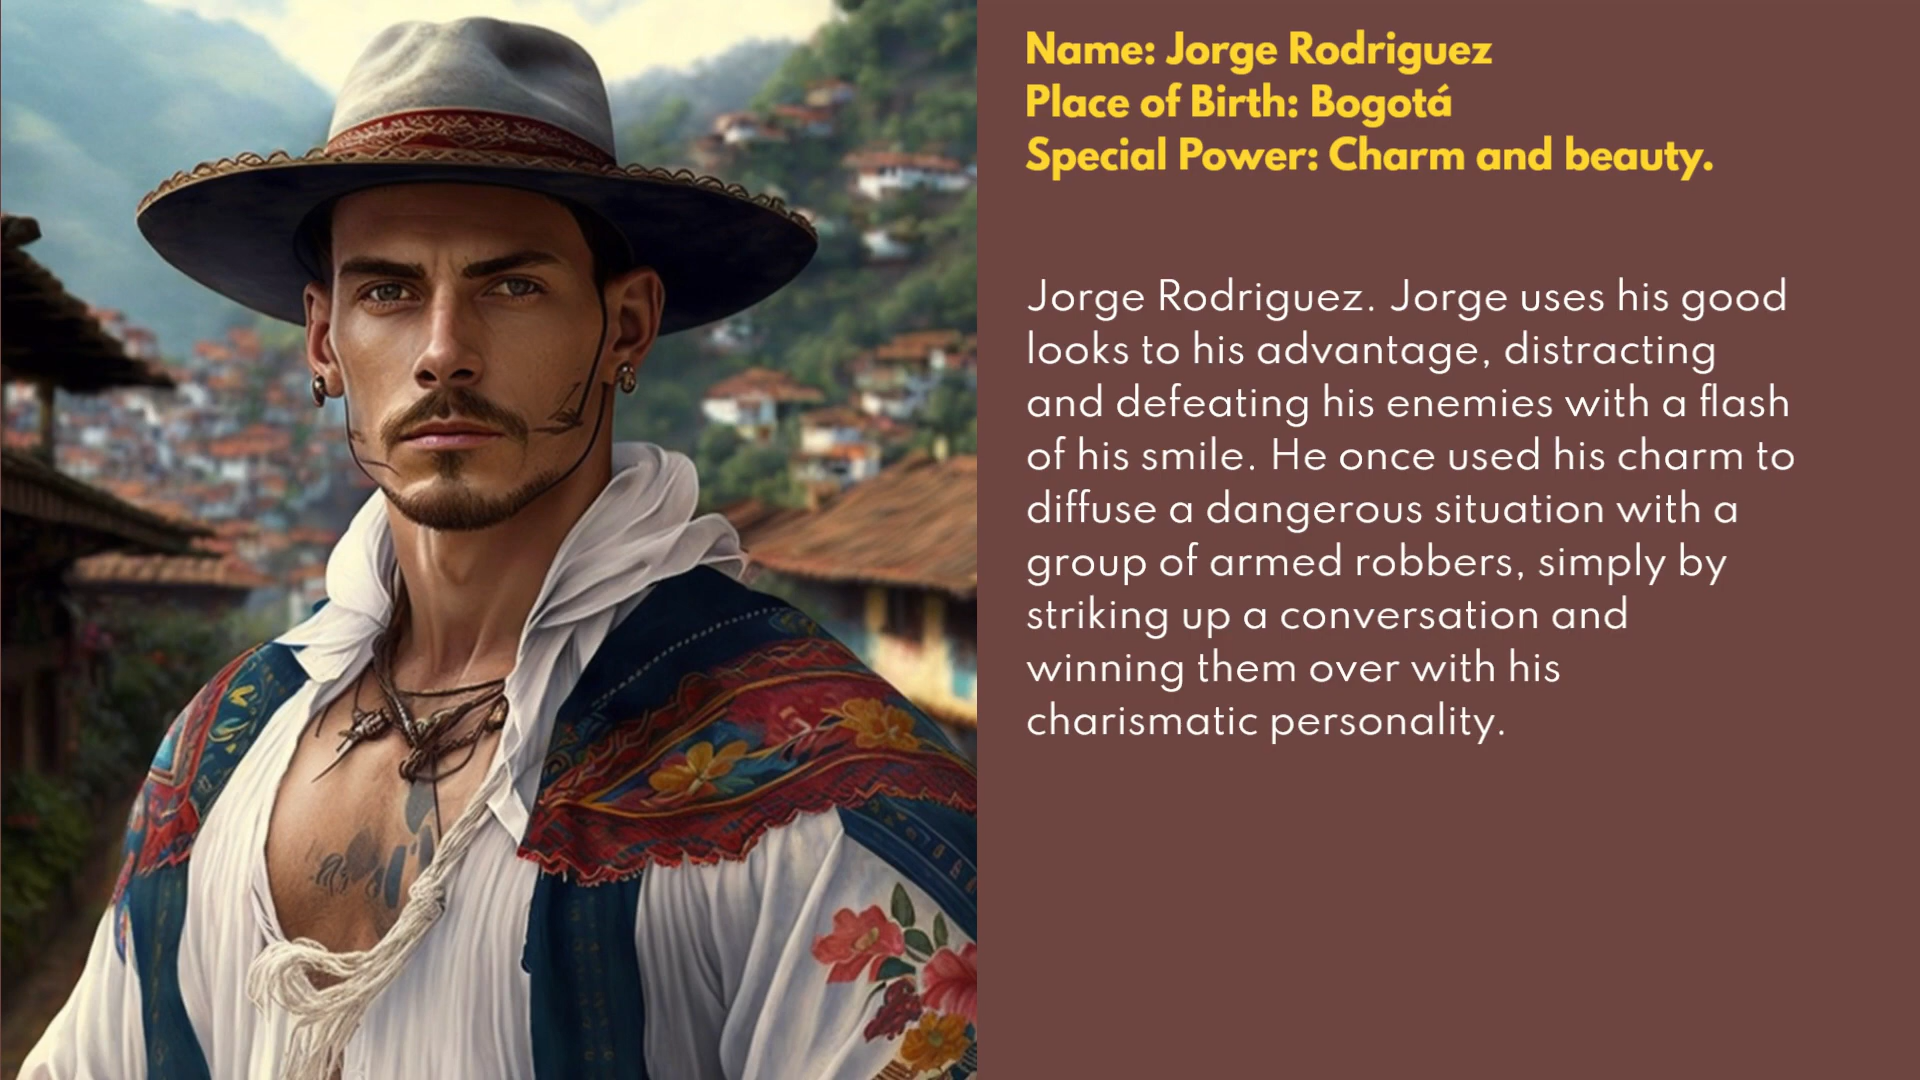 Name: Jorge Rodriguez
Place of Birth: Bogotá
Special Power: Charm and beauty.
Jorge Rodriguez. Jorge uses his good
looks to his advantage, distracting
and defeating his enemies with a flash
of his smile. He once used his charm to
diffuse a dangerous situation with a
group of armed robbers, simply by
striking up a conversation and
winning them over with his
charismatic personality.